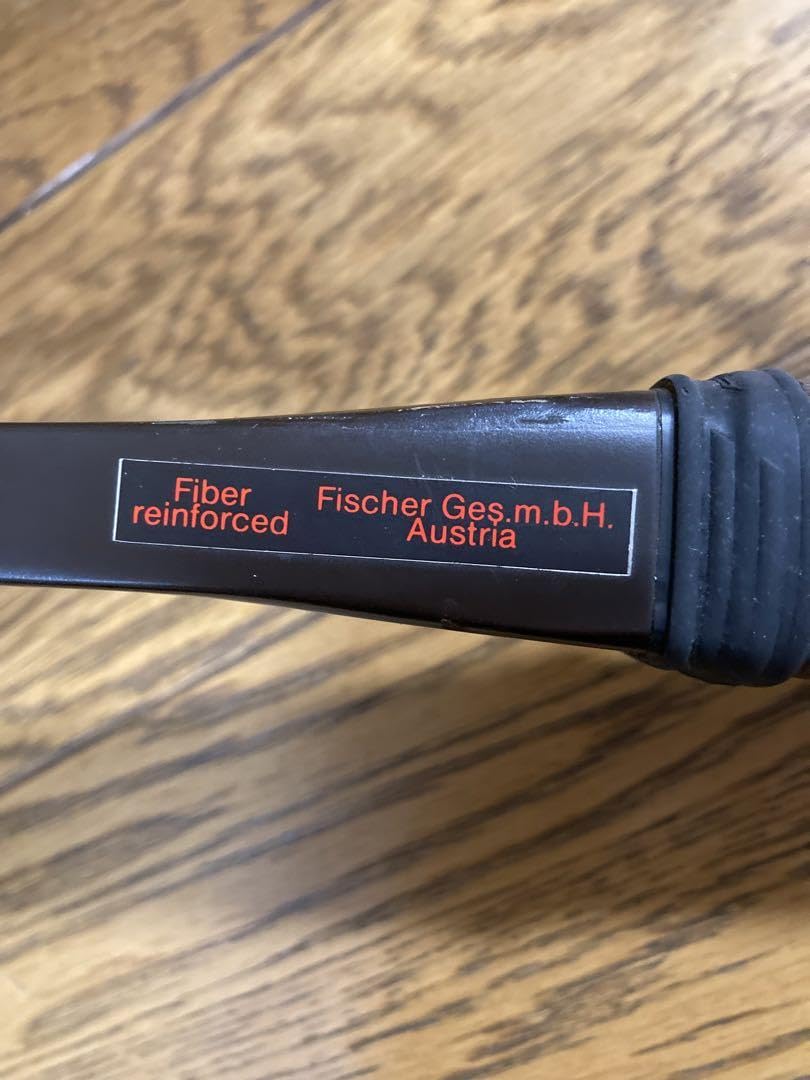 Fiber
reinforced
Fischer Ges.m.b.H.
Austria